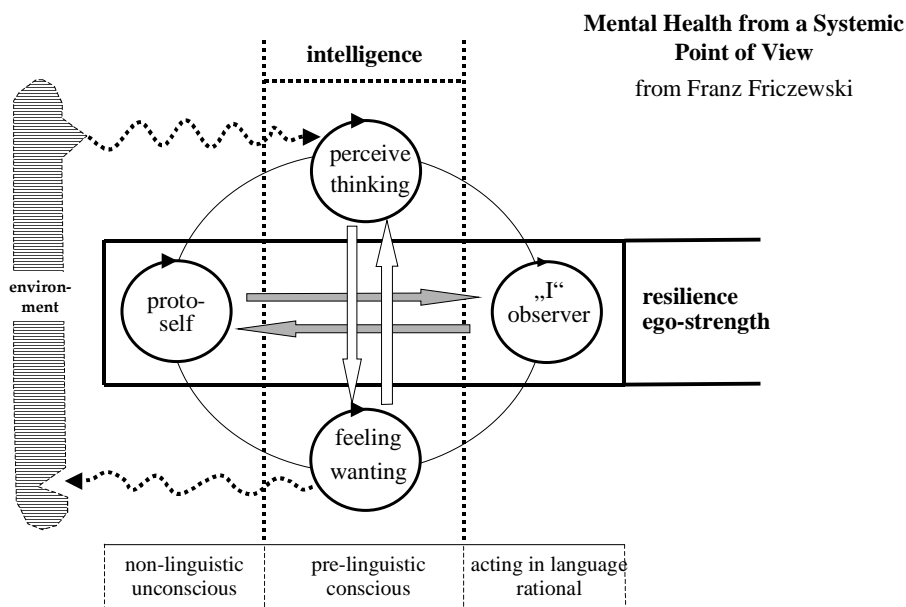 Mental Health from a Systemic
Point of View
from Franz Friczewski
intelligence
perceive
thinking
environ-
ment
proto-
self
„I“
observer
resilience
ego-strength
feeling
wanting
non-linguistic
unconscious
pre-linguistic
conscious
acting in language
rational